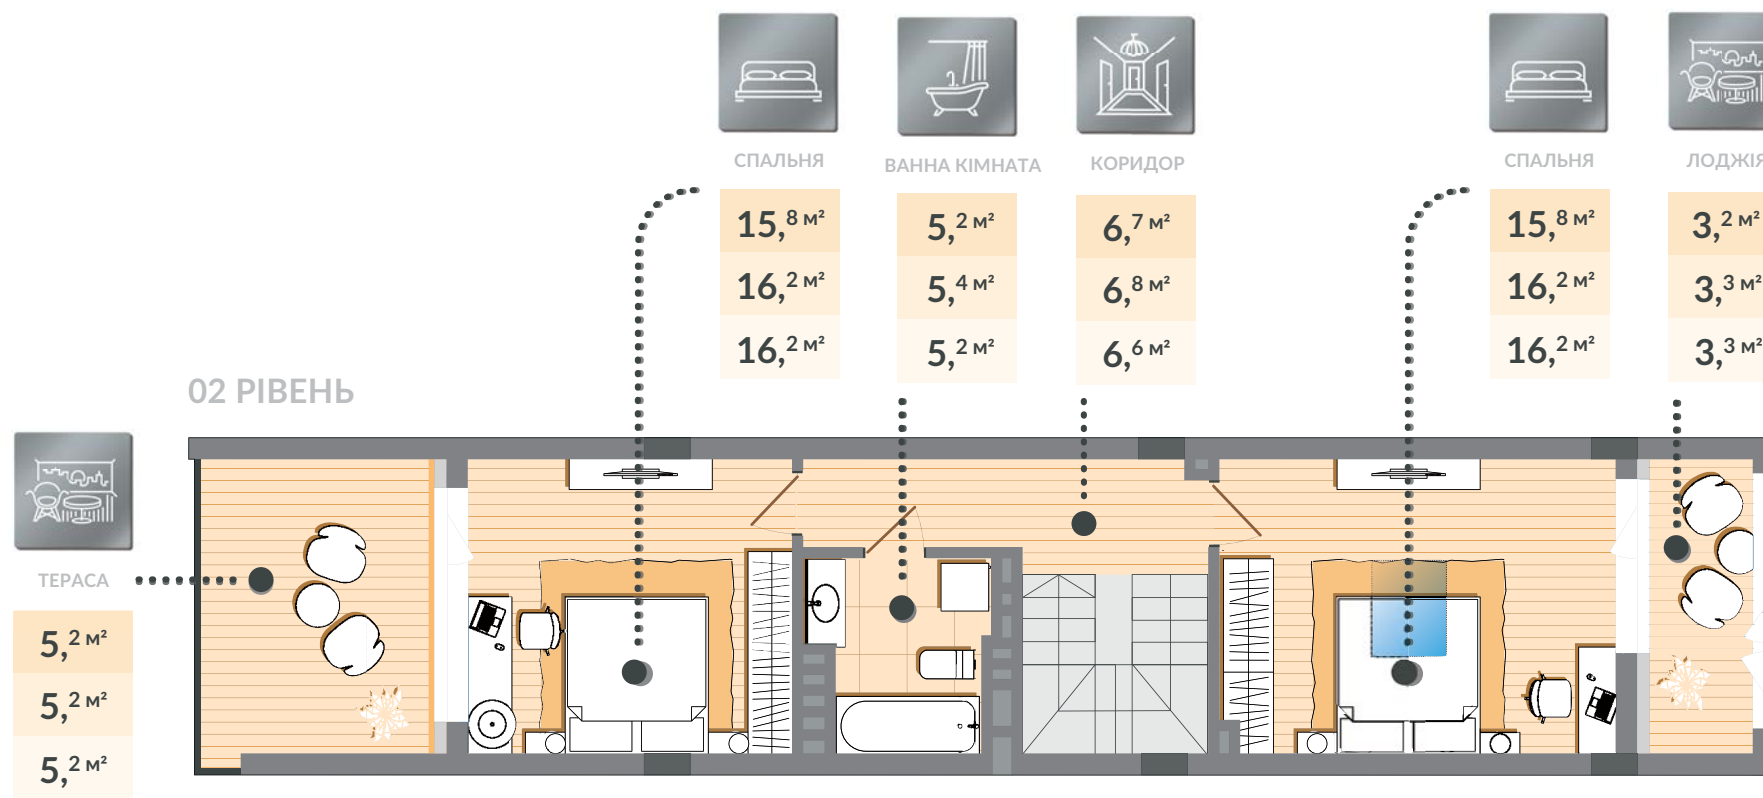 СПАЛЬНЯ
15,8 м²
16,2 м²
16,2 м²
ВАННА КІМНАТА
5,2 м²
5,4 м²
5,2 м²
КОРИДОР
6,7 м²
6,8 м²
6,6 м²
СПАЛЬНЯ
15,8 м²
16,2 м²
16,2 м²
ЛОДЖІЯ
3,2 м²
3,3 м²
3,3 м²
02 РІВЕНЬ
ТЕРАСА
5,2 м²
5,2 м²
5,2 м²